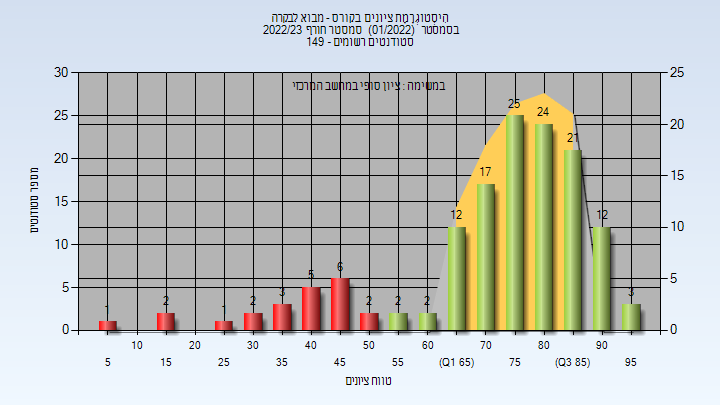 היסטוגרמת ציונים בקורס - מבוא לבקרה
בסמסטר (01/2022) סמסטר חורף 2022/23
סטודנטים רשומים - 149
במשימה : ציון סופי במחשב המרכזי
30 25 20 15 10 5 0
מספר סטודנטים
25 20 15 10 5 0
1 2 1 2 3 5 6 2 2 2 12 17 25 24 21 12 3
10 20 30 40 50 60 70 80 90
5 15 25 35 45 55 (Q1 65) 75 (Q3 85) 95
טווח ציונים